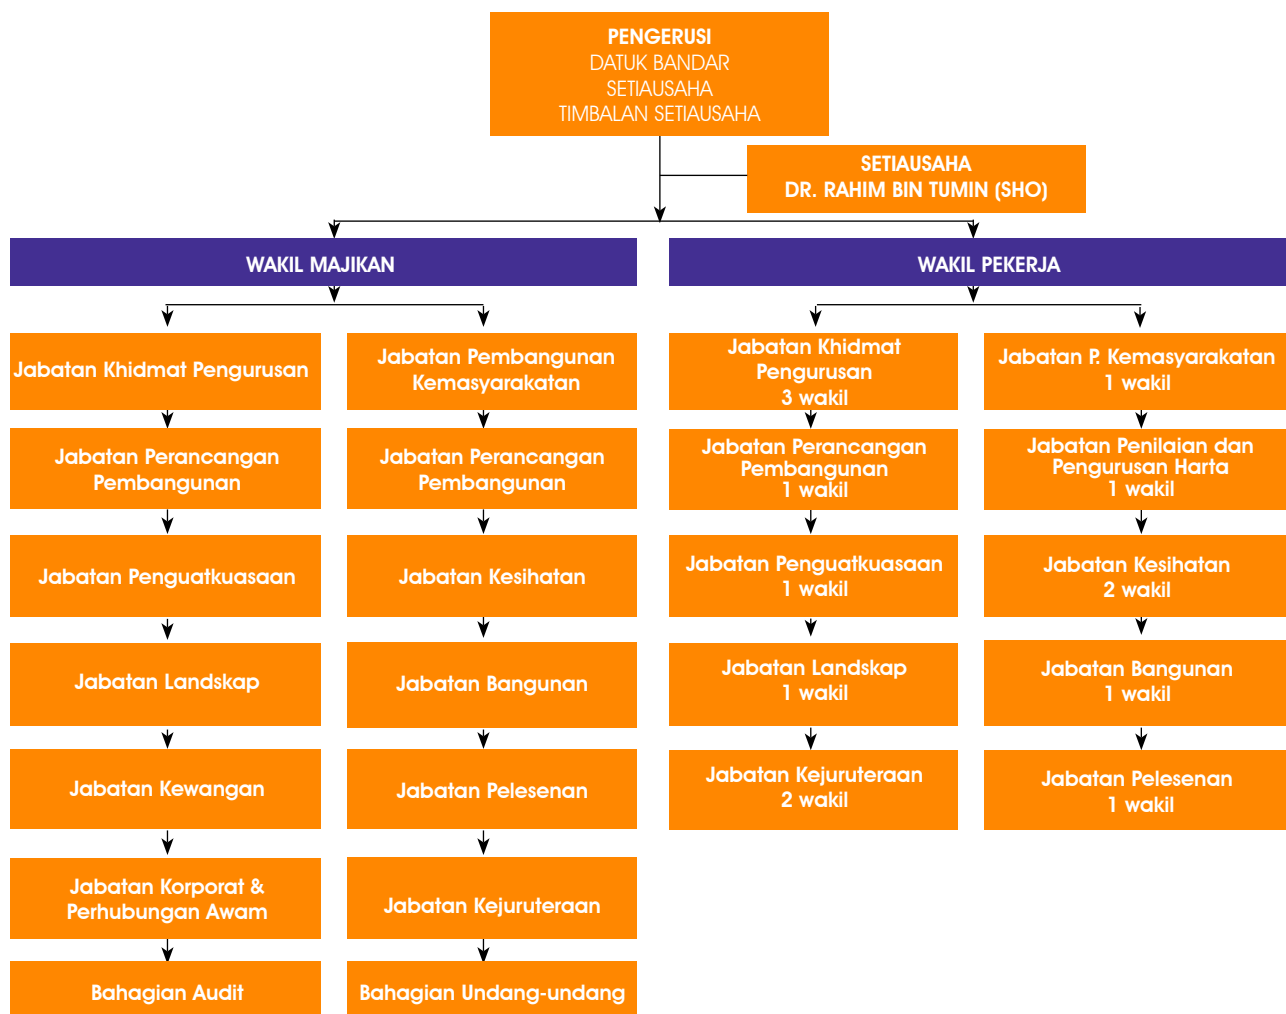 PENGERUSI
DATUK BANDAR
SETIAUSAHA
TIMBALAN SETIAUSAHA
SETIAUSAHA
DR. RAHIM BIN TUMIN (SHO)
WAKIL MAJIKAN
Jabatan Khidmat Pengurusan
Jabatan Perancangan
Pembangunan
Jabatan Penguatkuasaan
Jabatan Landskap
Jabatan Kewangan
Jabatan Korporat &
Perhubungan Awam
Bahagian Audit
Jabatan Pembangunan
Kemasyarakatan
Jabatan Perancangan
Pembangunan
Jabatan Kesihatan
Jabatan Bangunan
Jabatan Pelesenan
Jabatan Kejuruteraan
Bahagian Undang-undang
WAKIL PEKERJA
Jabatan Khidmat
Pengurusan
3 wakil
Jabatan Perancangan
Pembangunan
1 wakil
Jabatan Penguatkuasaan
1 wakil
Jabatan Landskap
1 wakil
Jabatan Kejuruteraan
2 wakil
Jabatan P. Kemasyarakatan
1 wakil
Jabatan Penilaian dan
Pengurusan Harta
1 wakil
Jabatan Kesihatan
2 wakil
Jabatan Bangunan
1 wakil
Jabatan Pelesenan
1 wakil